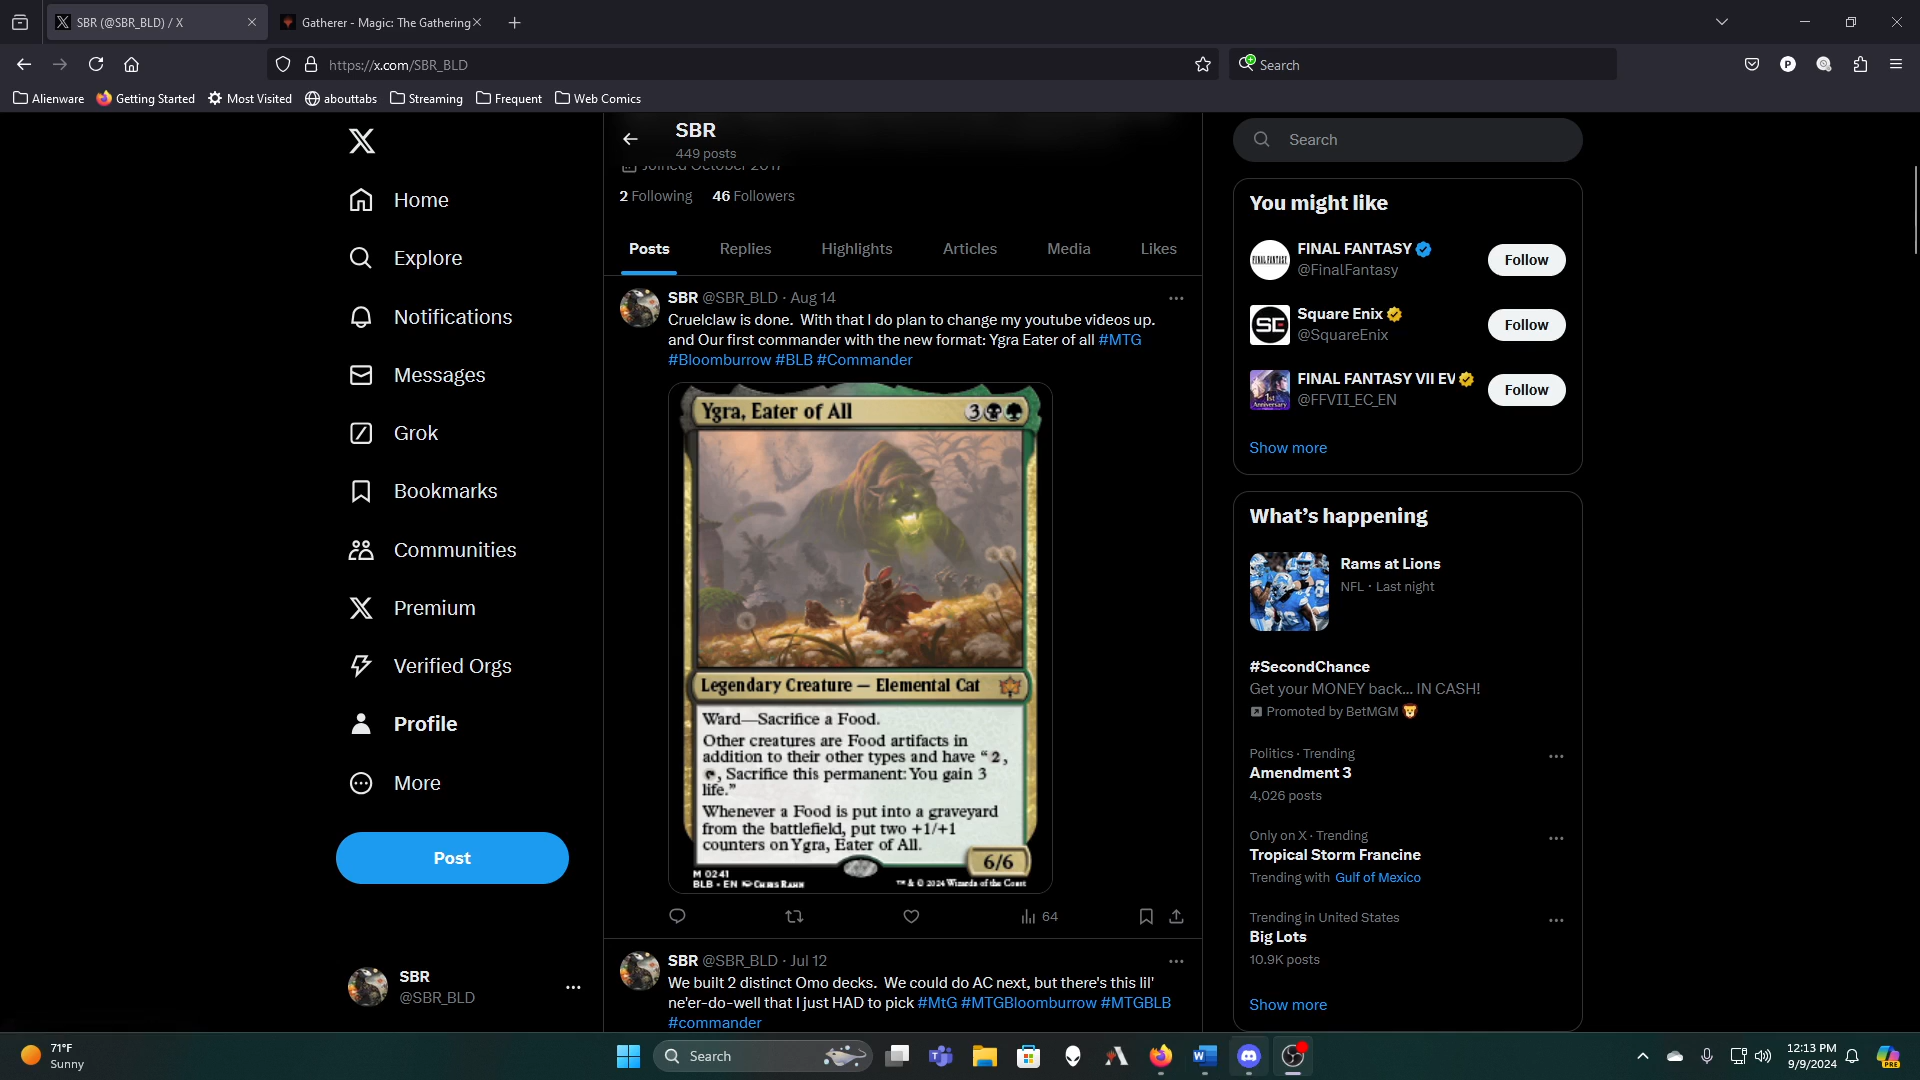 SBR (@SBR_BLD) / X
Gatherer - Magic: The Gathering
https://x.com/SBR_BLD
Search
Alienware
Getting Started
Most Visited
abouttabs
Streaming
Frequent
Web Comics
Home
Explore
Notifications
Messages
Grok
Bookmarks
Communities
Premium
Verified Orgs
Profile
More
Post
SBR
@SBR_BLD
SBR
449 posts
Joined October 2017
2 Following 46 Followers
Posts Replies Highlights Articles Media Likes
SBR @SBR_BLD · Aug 14
Cruelclaw is done. With that I do plan to change my youtube videos up.
and Our first commander with the new format: Ygra Eater of all #MTG
#Bloomburrow #BLB #Commander
Ygra, Eater of All 3
Legendary Creature — Elemental Cat
Ward—Sacrifice a Food.
Other creatures are Food artifacts in
addition to their other types and have “2,
, Sacrifice this permanent: You gain 3
life.”
Whenever a Food is put into a graveyard
from the battlefield, put two +1/+1
counters on Ygra, Eater of All.
6/6
M 0241
BLB • EN Chris Rahn
™ & © 2024 Wizards of the Coast
64
SBR @SBR_BLD · Jul 12
We built 2 distinct Omo decks. We could do AC next, but there's this lil'
ne'er-do-well that I just HAD to pick #MtG #MTGBloomburrow #MTGBLB
#commander
Search
You might like
FINAL FANTASY
@FinalFantasy
Follow
Square Enix
@SquareEnix
Follow
FINAL FANTASY VII EV
@FFVII_EC_EN
Follow
Show more
What’s happening
Rams at Lions
NFL · Last night
#SecondChance
Get your MONEY back... IN CASH!
Promoted by BetMGM
Politics · Trending
Amendment 3
4,026 posts
Only on X · Trending
Tropical Storm Francine
Trending with Gulf of Mexico
Trending in United States
Big Lots
10.9K posts
Show more
71°F
Sunny
Search
12:13 PM
9/9/2024